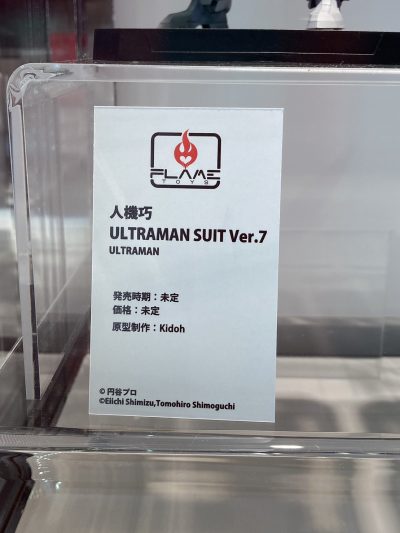 FLAME
TOYS
人機巧
ULTRAMAN SUIT Ver.7
ULTRAMAN
発売時期：未定
価格：未定
原型制作：Kidoh
© 円谷プロ
©Eiichi Shimizu,Tomohiro Shimoguchi